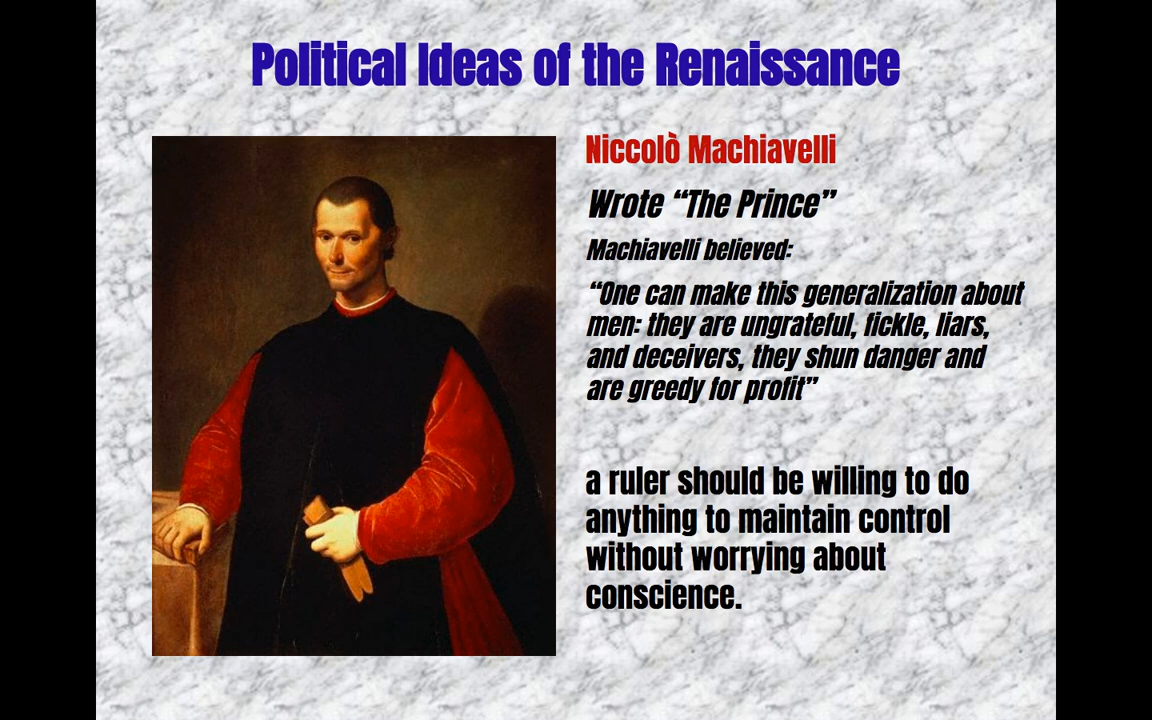 Political Ideas of the Renaissance
Niccolò Machiavelli
Wrote “The Prince”
Machiavelli believed:
“One can make this generalization about
men: they are ungrateful, fickle, liars,
and deceivers, they shun danger and
are greedy for profit”
a ruler should be willing to do
anything to maintain control
without worrying about
conscience.